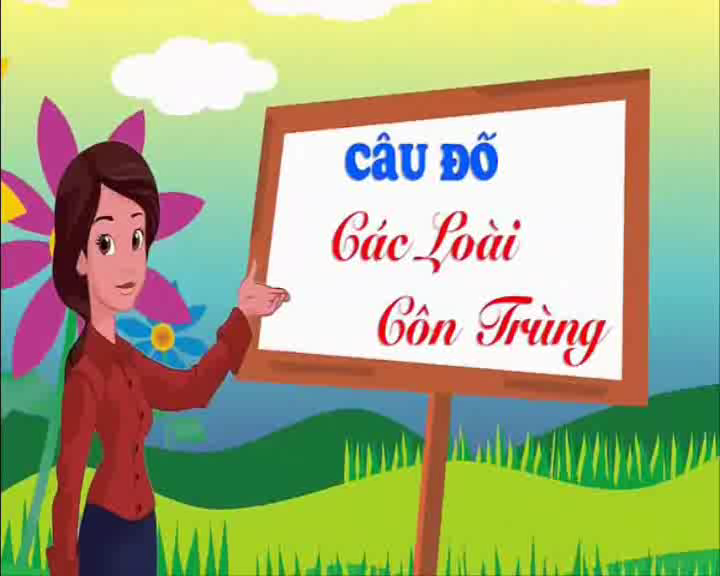 CÂU ĐỐ
Các Loài
Côn Trùng